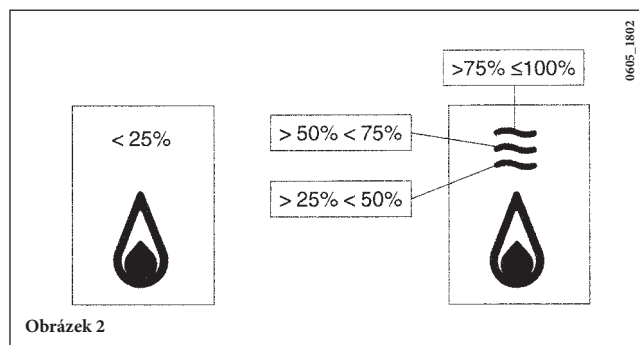 0605_1802
>75% ≤100%
< 25%
> 50% < 75%
> 25% < 50%
Obrázek 2